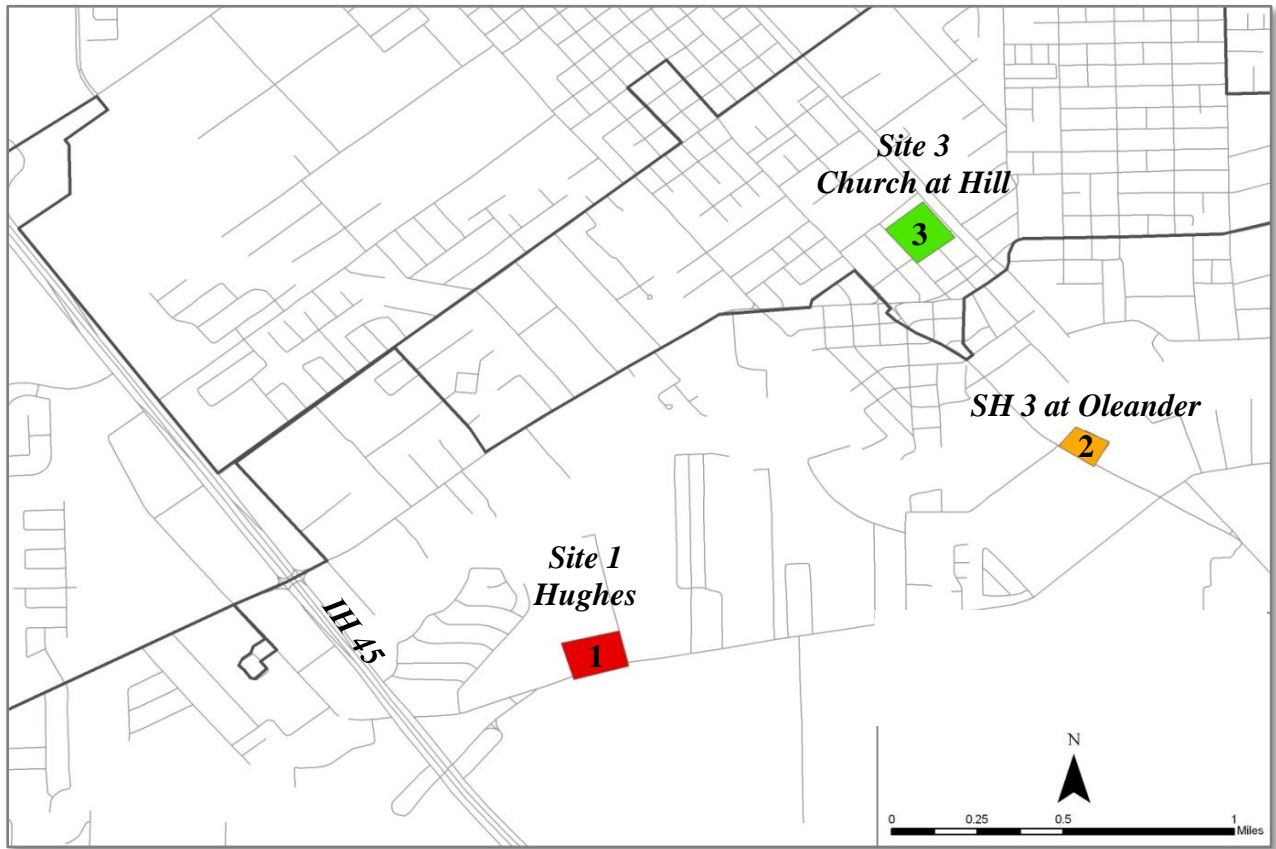 Site 3
Church at Hill
3
SH 3 at Oleander
2
Site 1
Hughes
1
IH 45
N
0 0.25 0.5 1
Miles